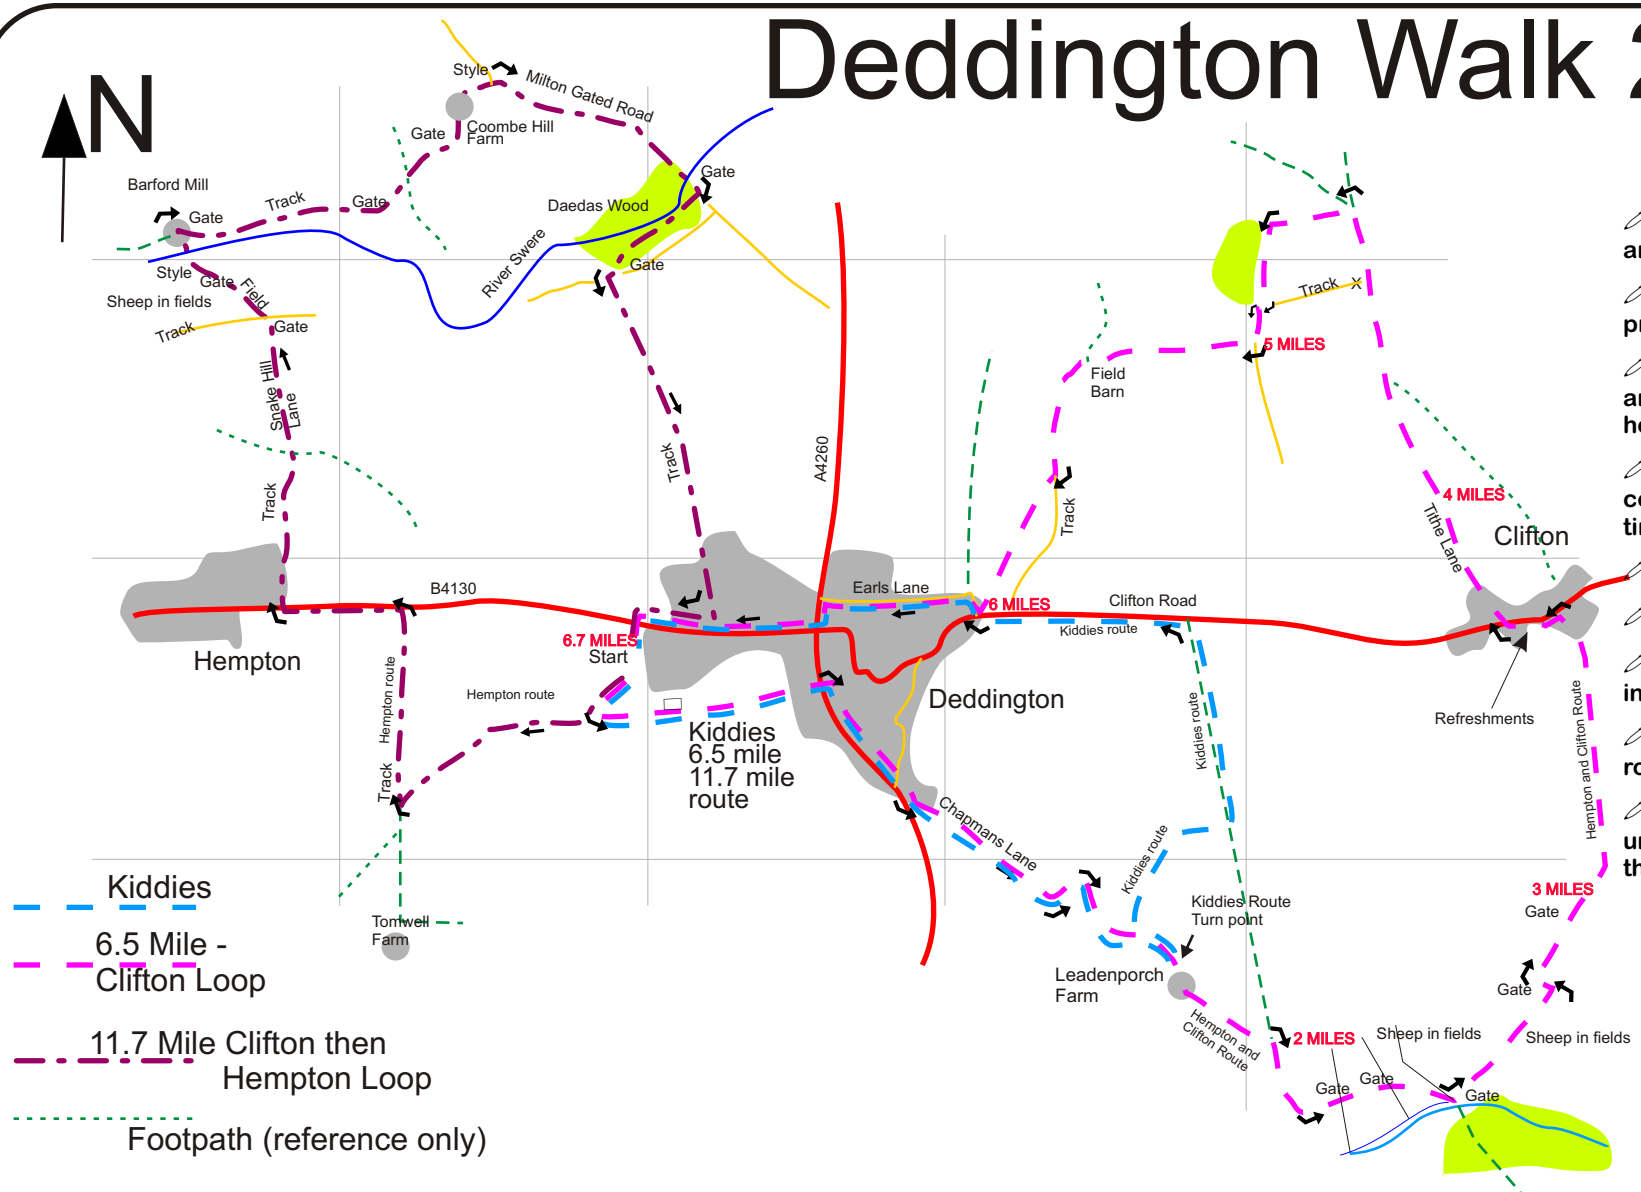 Deddington Walk 2
N
Style
Milton Gated Road
Coombe Hill
Farm
Gate
Gate
Barford Mill
Track
Gate
Gate
Daedas Wood
Gate
River Swere
Style
Gate
Field
Sheep in fields
Track
Gate
Snake Hill
Lane
Track
Track
A4260
Track X
5 MILES
Field
Barn
Track
4 MILES
Tithe Lane
Clifton
B4130
Earls Lane
6 MILES
Clifton Road
Kiddies route
6.7 MILES
Start
Hempton
Hempton route
Hempton route
Track
Deddington
Kiddies
6.5 mile
11.7 mile
route
Refreshments
Kiddies route
Hempton and Clifton Route
Chapmans Lane
Kiddies route
Kiddies Route
Turn point
3 MILES
Gate
Tomwell
Farm
Leadenporch
Farm
Gate
Hempton and
Clifton Route
2 MILES
Sheep in fields
Sheep in fields
Gate
Gate
Gate
Kiddies
6.5 Mile -
Clifton Loop
11.7 Mile Clifton then
Hempton Loop
Footpath (reference only)